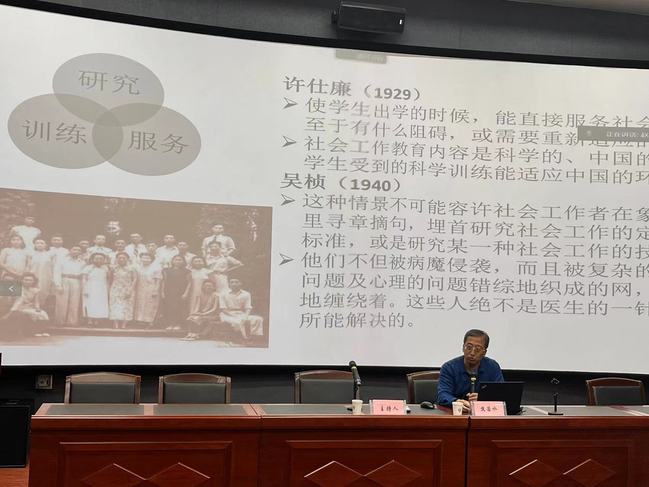 研究
训练
服务
许仕廉（1929）
➢ 使学生出学的时候，能直接服务社会
至于有什么阻碍，或需要重新适应的
正在讲话: 赵
➢ 社会工作教育内容是科学的、中国的
学生受到的科学训练能适应中国的环
吴桢（1940）
➢ 这种情景不可能容许社会工作者在象
里寻章摘句，埋首研究社会工作的定
标准，或是研究某一种社会工作的技
➢ 他们不但被病魔侵袭，而且被复杂的
问题及心理的问题错综地织成的网，
地缠绕着。这些人绝不是医生的一针
所能解决的。
主持人